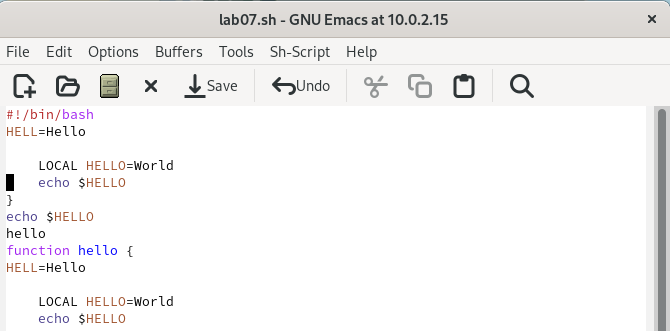 lab07.sh - GNU Emacs at 10.0.2.15
File Edit Options Buffers Tools Sh-Script Help
Save Undo
#!/bin/bash
HELL=Hello
LOCAL HELLO=World
echo $HELLO
}
echo $HELLO
hello
function hello {
HELL=Hello
LOCAL HELLO=World
echo $HELLO